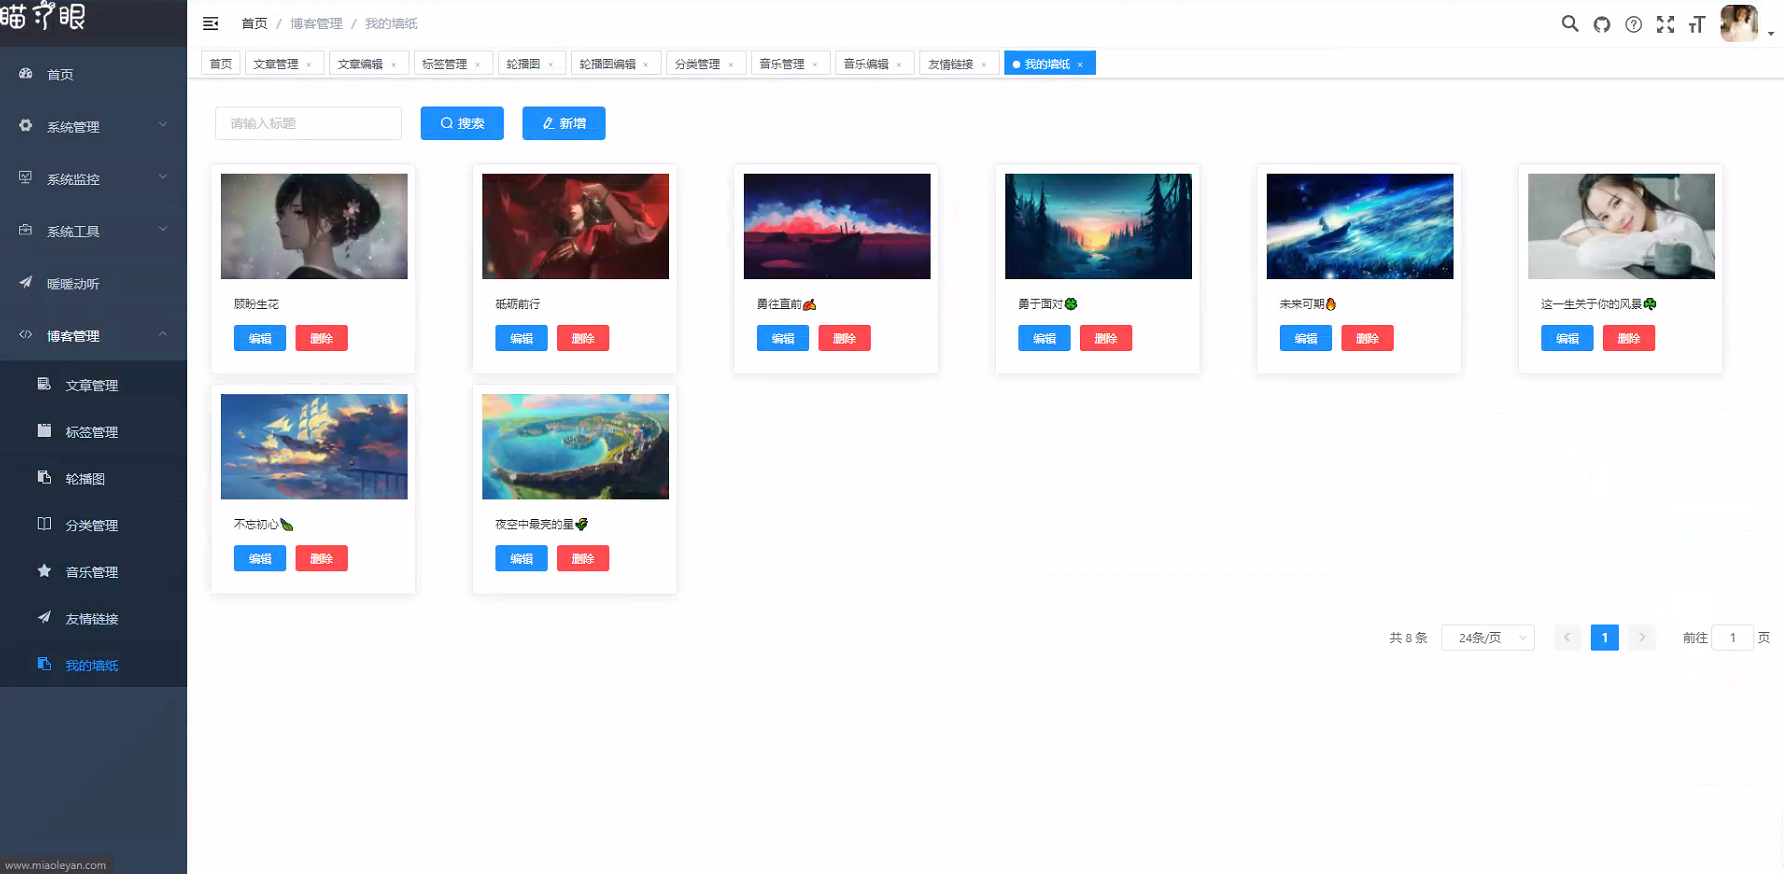 瞄了眼
首页
系统管理
系统监控
系统工具
暖暖动听
博客管理
文章管理
标签管理
轮播图
分类管理
音乐管理
友情链接
我的墙纸
www.miaoleyan.com
首页 / 博客管理 / 我的墙纸
首页 文章管理 × 文章编辑 × 标签管理 × 轮播图 × 轮播图编辑 × 分类管理 × 音乐管理 × 音乐编辑 × 友情链接 × 我的墙纸 ×
请输入标题 搜索 新增
顾盼生花 砥砺前行 勇往直前🍂 勇于面对🍀 未来可期🔥 这一生关于你的风景🍀
编辑 删除 编辑 删除 编辑 删除 编辑 删除 编辑 删除 编辑 删除
不忘初心 夜空中最亮的星
编辑 删除 编辑 删除
共 8 条 24条/页 < 1 > 前往 1 页